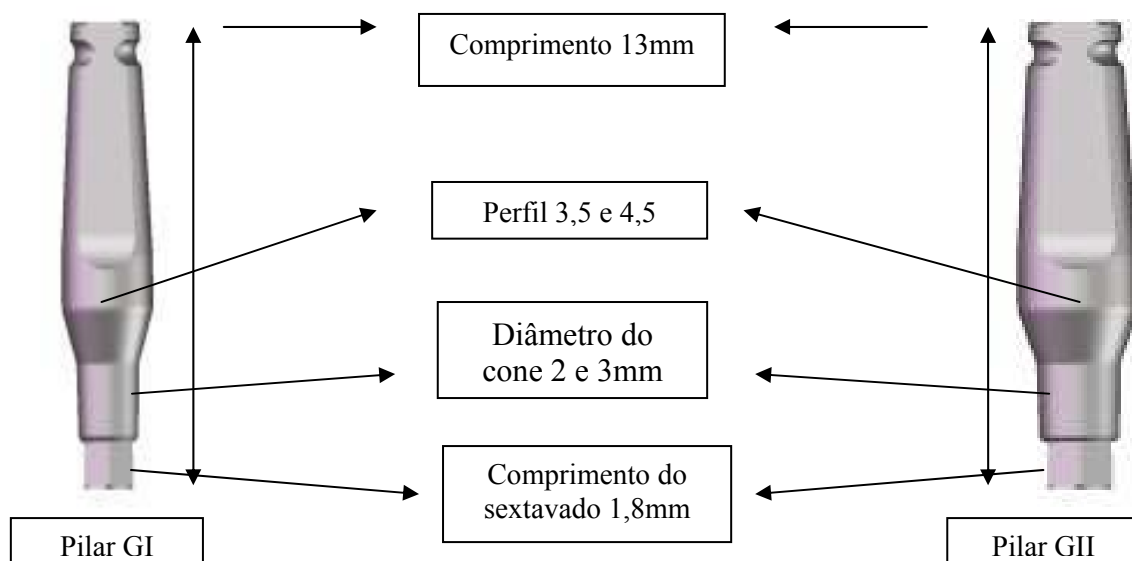 Comprimento 13mm
Perfil 3,5 e 4,5
Diâmetro do
cone 2 e 3mm
Comprimento do
sextavado 1,8mm
Pilar GI
Pilar GII